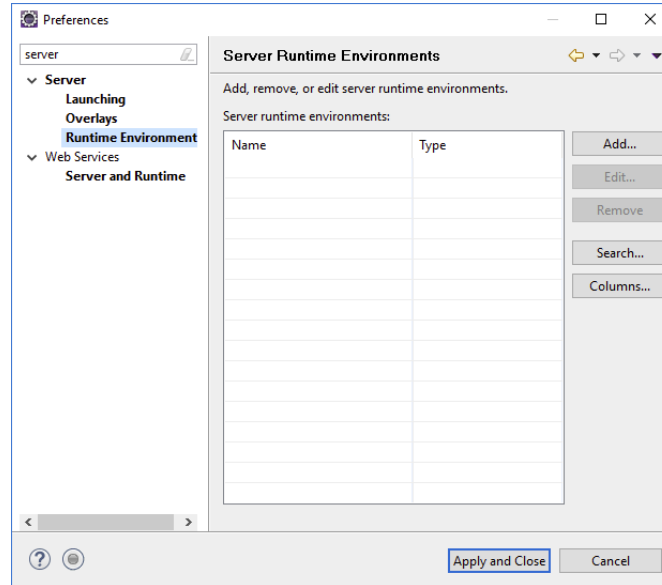 Preferences
server
Server
Launching
Overlays
Runtime Environment
Web Services
Server and Runtime
Server Runtime Environments
Add, remove, or edit server runtime environments.
Server runtime environments:
Name Type
Add...
Edit...
Remove
Search...
Columns...
Apply and Close Cancel